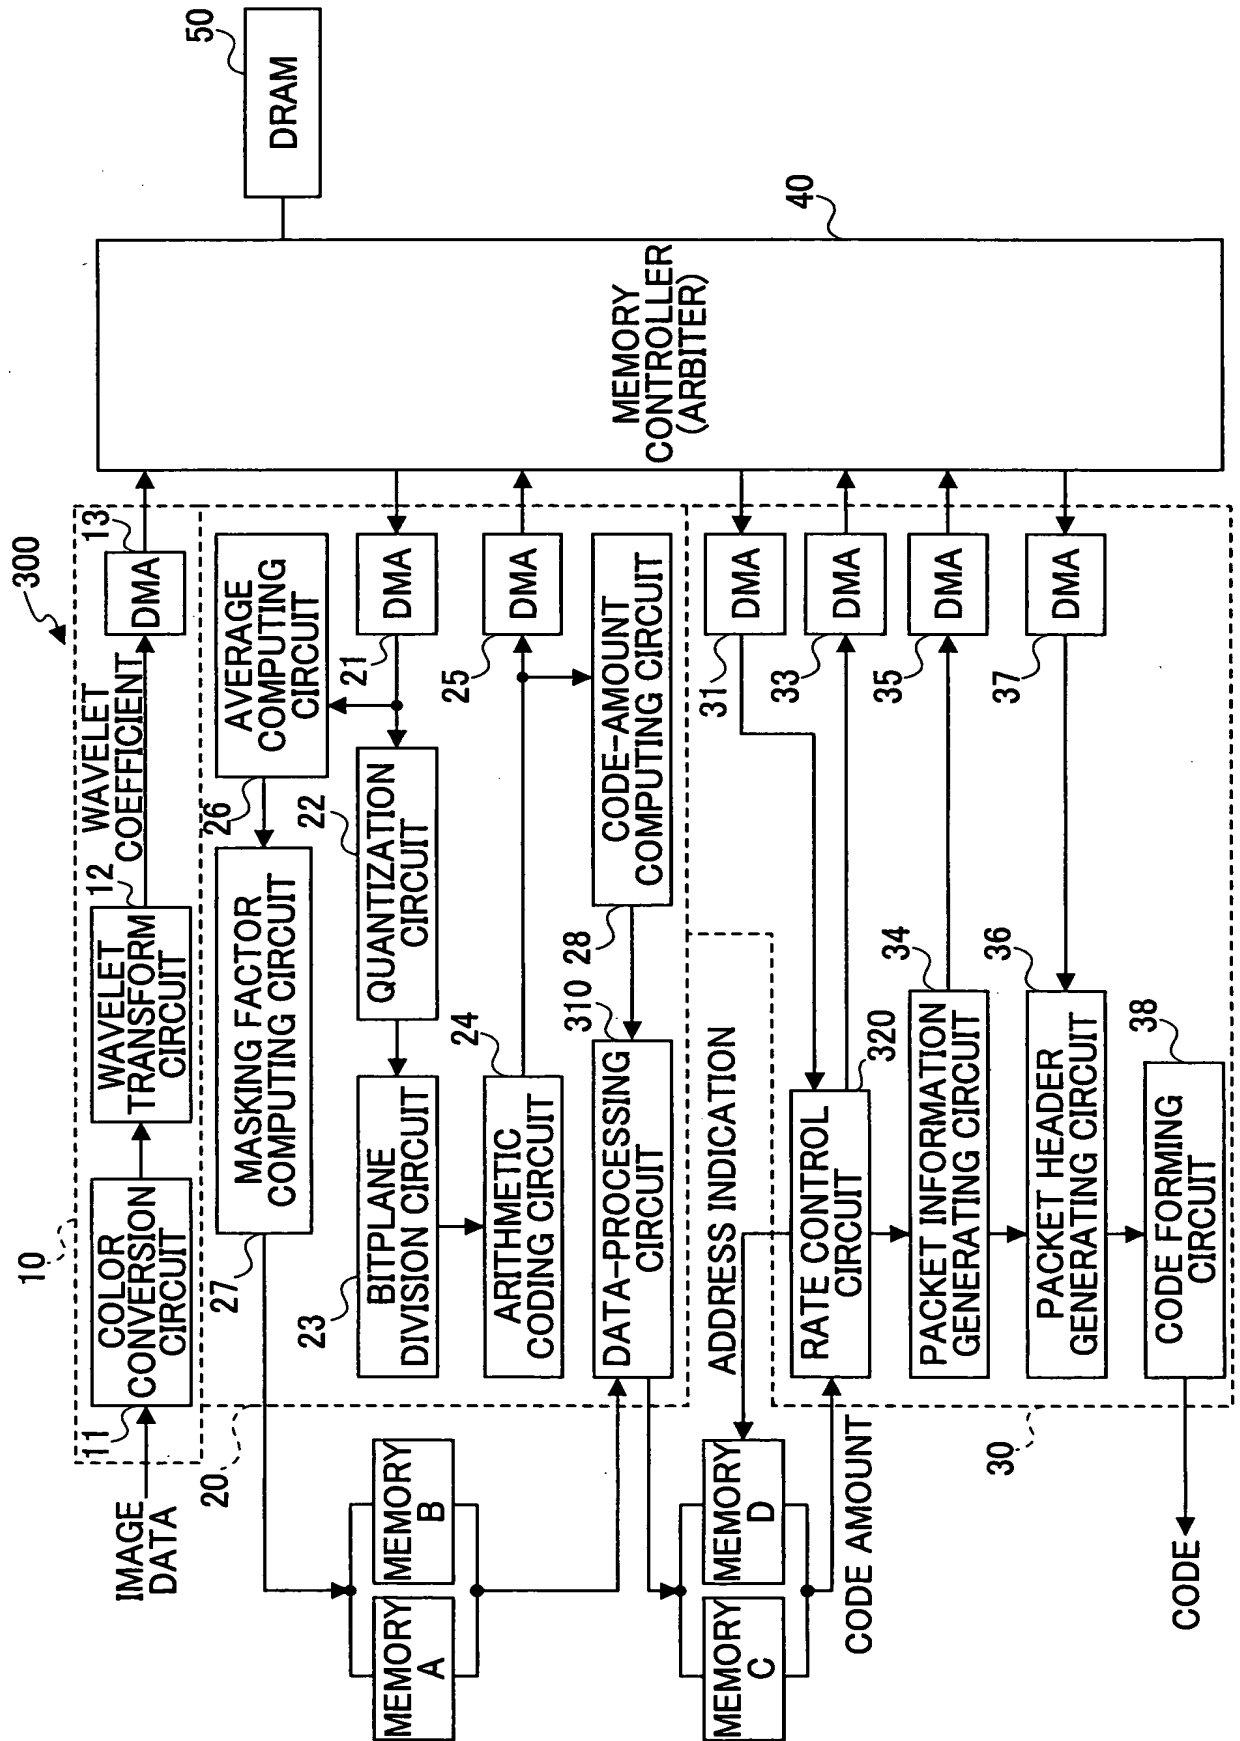 300
10
IMAGE
DATA
11
COLOR
CONVERSION
CIRCUIT
12
WAVELET
TRANSFORM
CIRCUIT
WAVELET
COEFFICIENT
13
DMA
50
DRAM
20
27
MASKING FACTOR
COMPUTING CIRCUIT
26
AVERAGE
COMPUTING
CIRCUIT
23
BITPLANE
DIVISION CIRCUIT
22
QUANTIZATION
CIRCUIT
21
DMA
24
ARITHMETIC
CODING CIRCUIT
25
DMA
310
DATA-PROCESSING
CIRCUIT
28
CODE-AMOUNT
COMPUTING CIRCUIT
MEMORY
A
MEMORY
B
MEMORY
CONTROLLER
(ARBITER)
40
MEMORY
C
MEMORY
D
ADDRESS INDICATION
CODE AMOUNT
30
RATE CONTROL
CIRCUIT
320
31
DMA
33
DMA
PACKET INFORMATION
GENERATING CIRCUIT
34
35
DMA
PACKET HEADER
GENERATING CIRCUIT
36
37
DMA
CODE FORMING
CIRCUIT
38
CODE